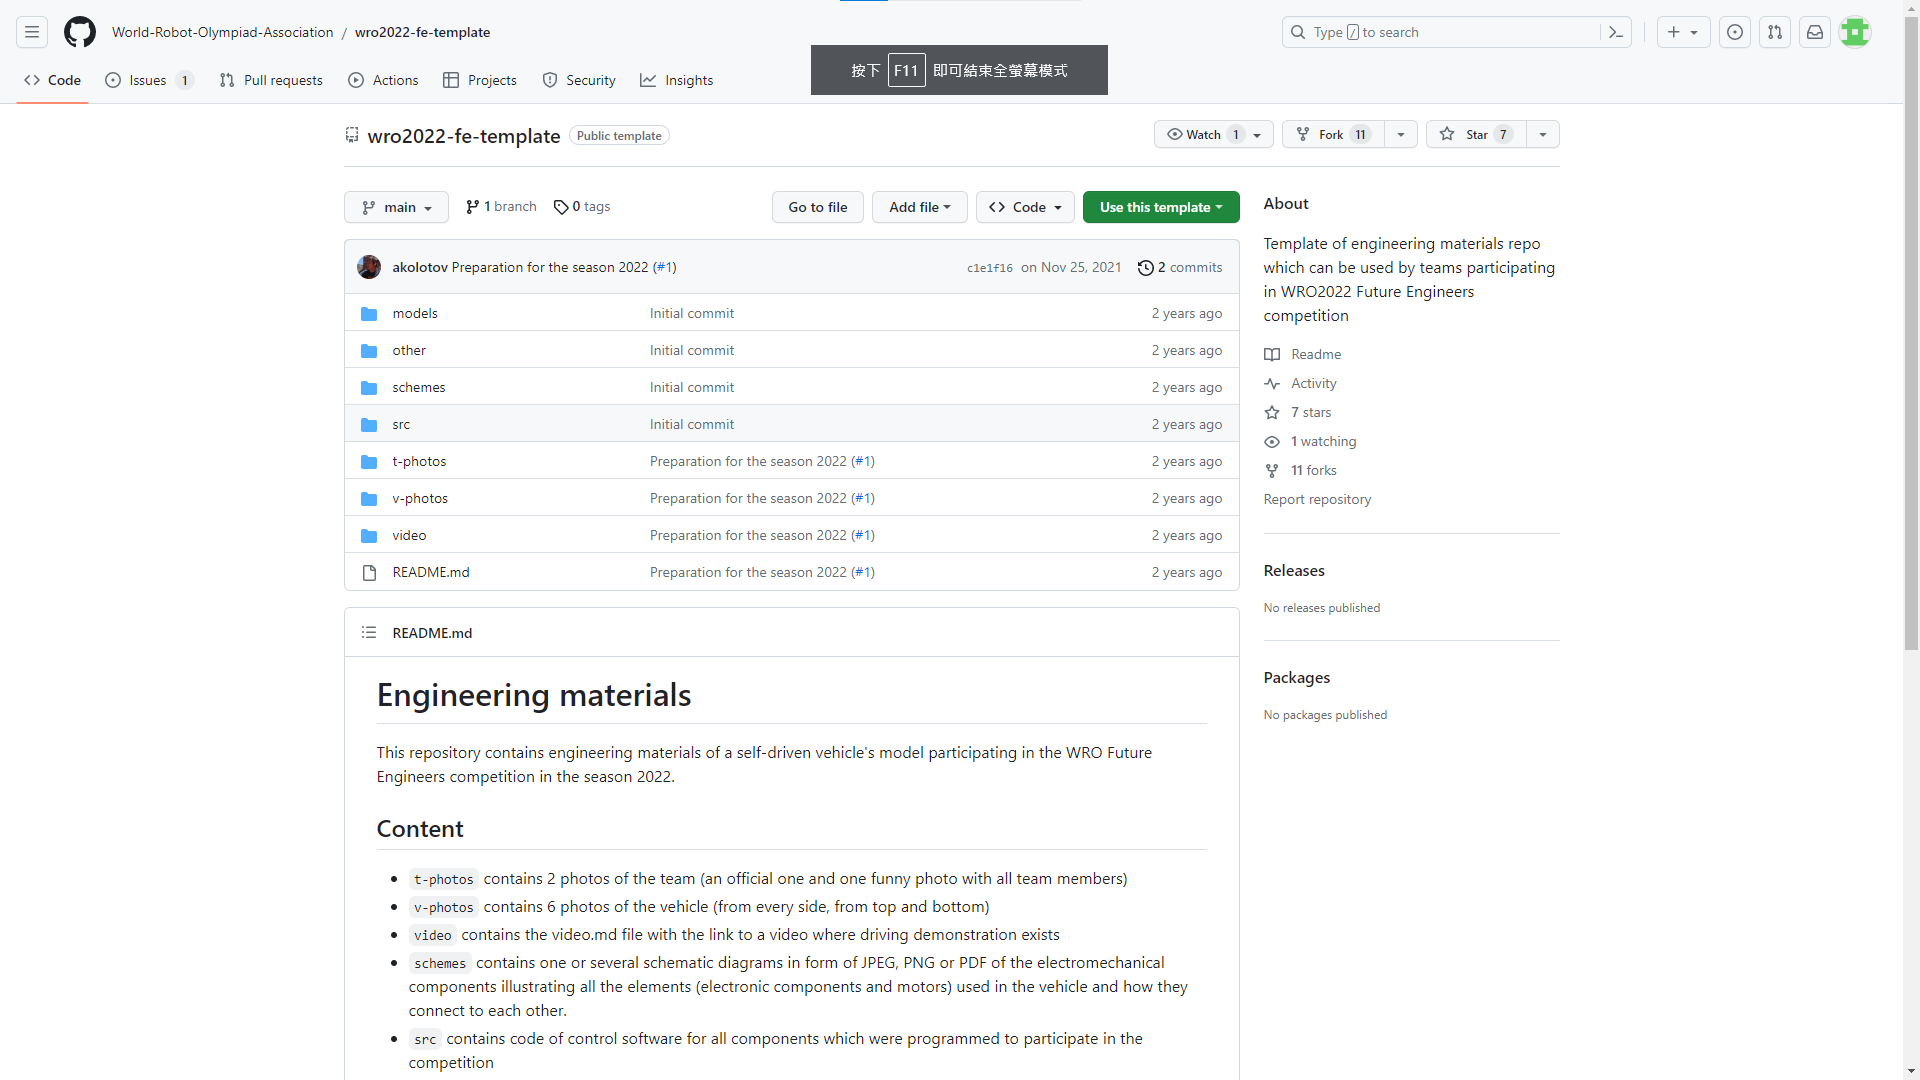 World-Robot-Olympiad-Association / wro2022-fe-template
Type / to search
Code Issues 1 Pull requests Actions Projects Security Insights
按下 F11 即可結束全螢幕模式
wro2022-fe-template Public template
Watch 1 Fork 11 Star 7
main 1 branch 0 tags Go to file Add file Code Use this template
akolotov Preparation for the season 2022 (#1) c1e1f16 on Nov 25, 2021 2 commits
models Initial commit 2 years ago
other Initial commit 2 years ago
schemes Initial commit 2 years ago
src Initial commit 2 years ago
t-photos Preparation for the season 2022 (#1) 2 years ago
v-photos Preparation for the season 2022 (#1) 2 years ago
video Preparation for the season 2022 (#1) 2 years ago
README.md Preparation for the season 2022 (#1) 2 years ago
README.md
Engineering materials
This repository contains engineering materials of a self-driven vehicle's model participating in the WRO Future
Engineers competition in the season 2022.
Content
t-photos contains 2 photos of the team (an official one and one funny photo with all team members)
v-photos contains 6 photos of the vehicle (from every side, from top and bottom)
video contains the video.md file with the link to a video where driving demonstration exists
schemes contains one or several schematic diagrams in form of JPEG, PNG or PDF of the electromechanical
components illustrating all the elements (electronic components and motors) used in the vehicle and how they
connect to each other.
src contains code of control software for all components which were programmed to participate in the
competition
About
Template of engineering materials repo
which can be used by teams participating
in WRO2022 Future Engineers
competition
Readme
Activity
7 stars
1 watching
11 forks
Report repository
Releases
No releases published
Packages
No packages published